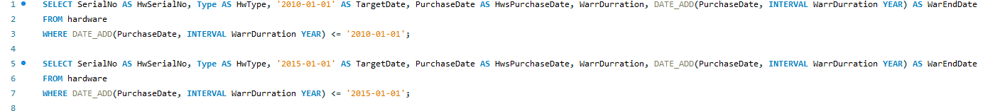 1 SELECT SerialNo AS HwSerialNo, Type AS HwType, '2010-01-01' AS TargetDate, PurchaseDate AS HwsPurchaseDate, WarrDurration, DATE_ADD(PurchaseDate, INTERVAL WarrDurration YEAR) AS WarEndDate
2 FROM hardware
3 WHERE DATE_ADD(PurchaseDate, INTERVAL WarrDurration YEAR) <= '2010-01-01';
4
5 SELECT SerialNo AS HwSerialNo, Type AS HwType, '2015-01-01' AS TargetDate, PurchaseDate AS HwsPurchaseDate, WarrDurration, DATE_ADD(PurchaseDate, INTERVAL WarrDurration YEAR) AS WarEndDate
6 FROM hardware
7 WHERE DATE_ADD(PurchaseDate, INTERVAL WarrDurration YEAR) <= '2015-01-01';
8